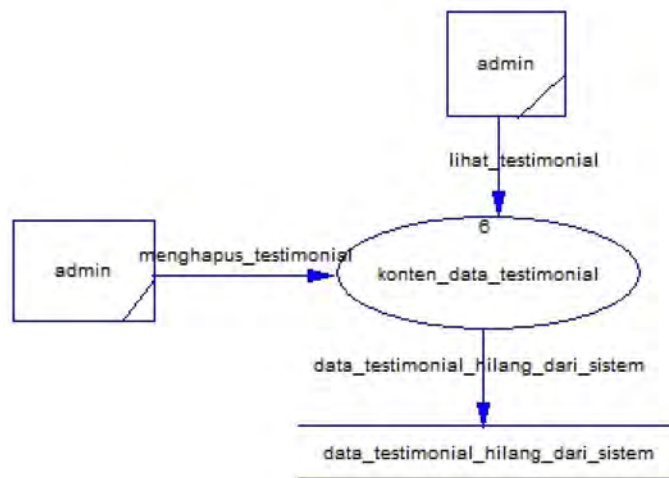 admin
lihat_testimonial
6
menghapus_testimonial
admin
konten_data_testimonial
data_testimonial_hilang_dari_sistem
data_testimonial_hilang_dari_sistem